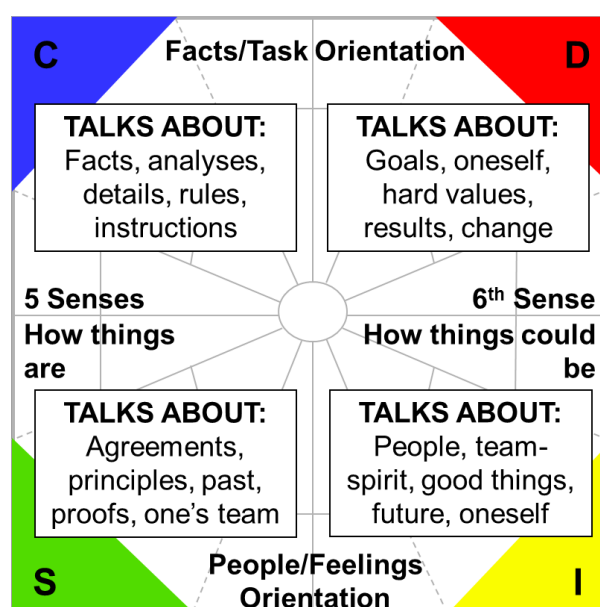 C
Facts/Task Orientation
D
TALKS ABOUT:
Facts, analyses,
details, rules,
instructions
TALKS ABOUT:
Goals, oneself,
hard values,
results, change
5 Senses
How things
are
6th Sense
How things could
be
TALKS ABOUT:
Agreements,
principles, past,
proofs, one's team
TALKS ABOUT:
People, team-
spirit, good things,
future, oneself
S
People/Feelings
Orientation
I